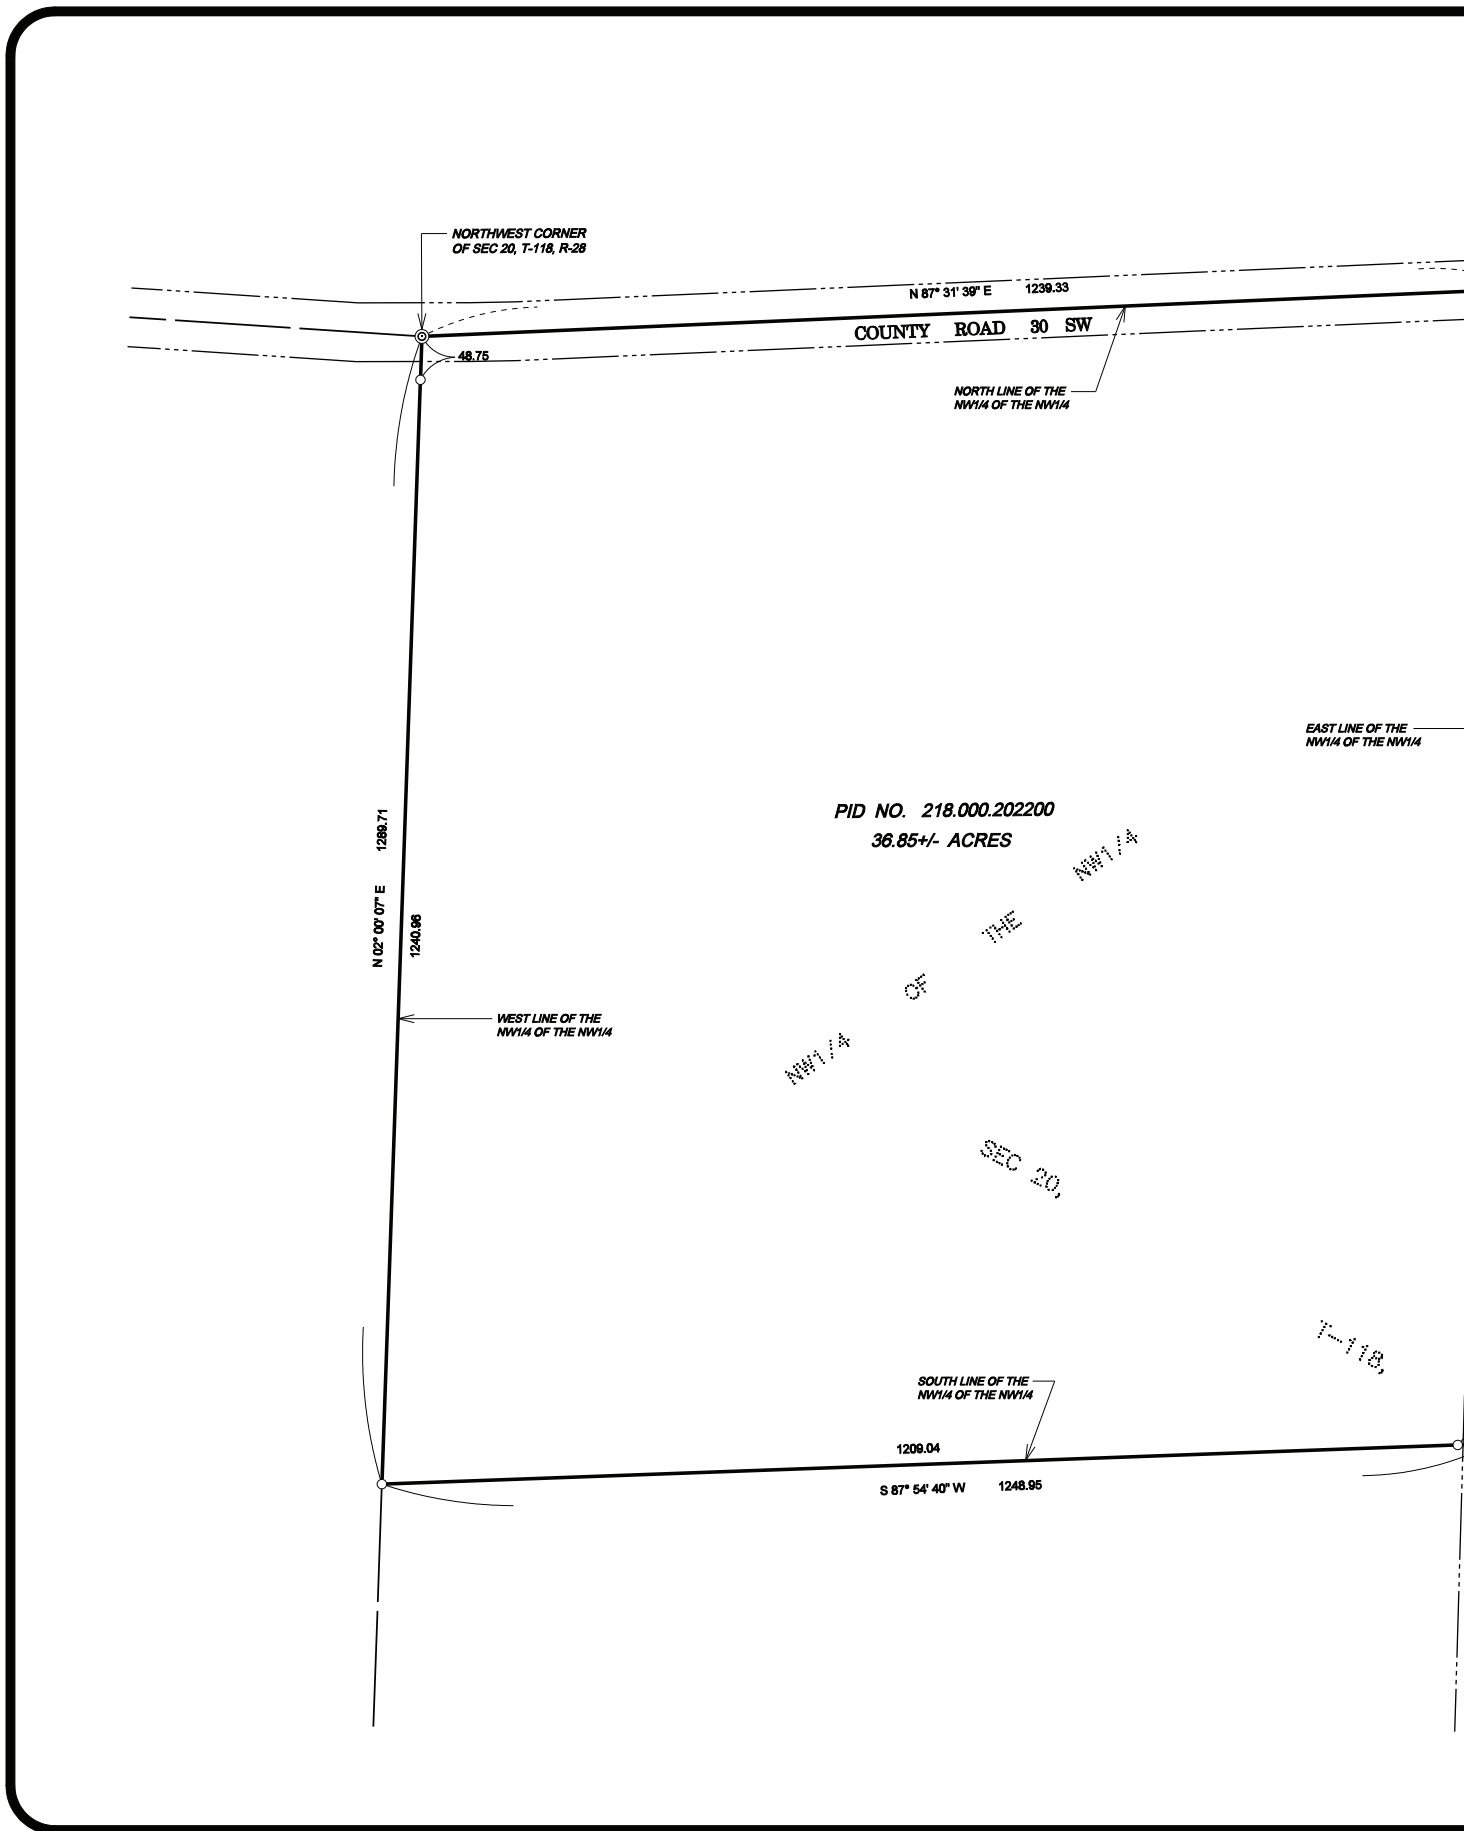 NORTHWEST CORNER
OF SEC 20, T-118, R-28
N 87° 31' 39" E 1239.33
COUNTY ROAD 30 SW
48.75
NORTH LINE OF THE
NW1/4 OF THE NW1/4
EAST LINE OF THE
NW1/4 OF THE NW1/4
PID NO. 218.000.202200
36.85+/- ACRES
N 02° 00' 07" E 1289.71
1240.96
WEST LINE OF THE
NW1/4 OF THE NW1/4
NW1/4 OF THE NW1/4
SEC 20,
T-118,
SOUTH LINE OF THE
NW1/4 OF THE NW1/4
1209.04
S 87° 54' 40" W 1248.95